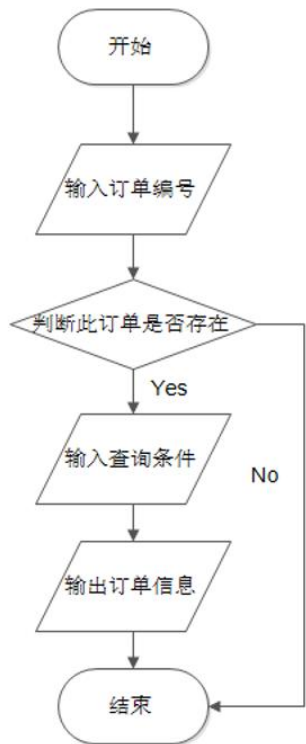 开始
输入订单编号
判断此订单是否存在
Yes
输入查询条件
No
输出订单信息
结束